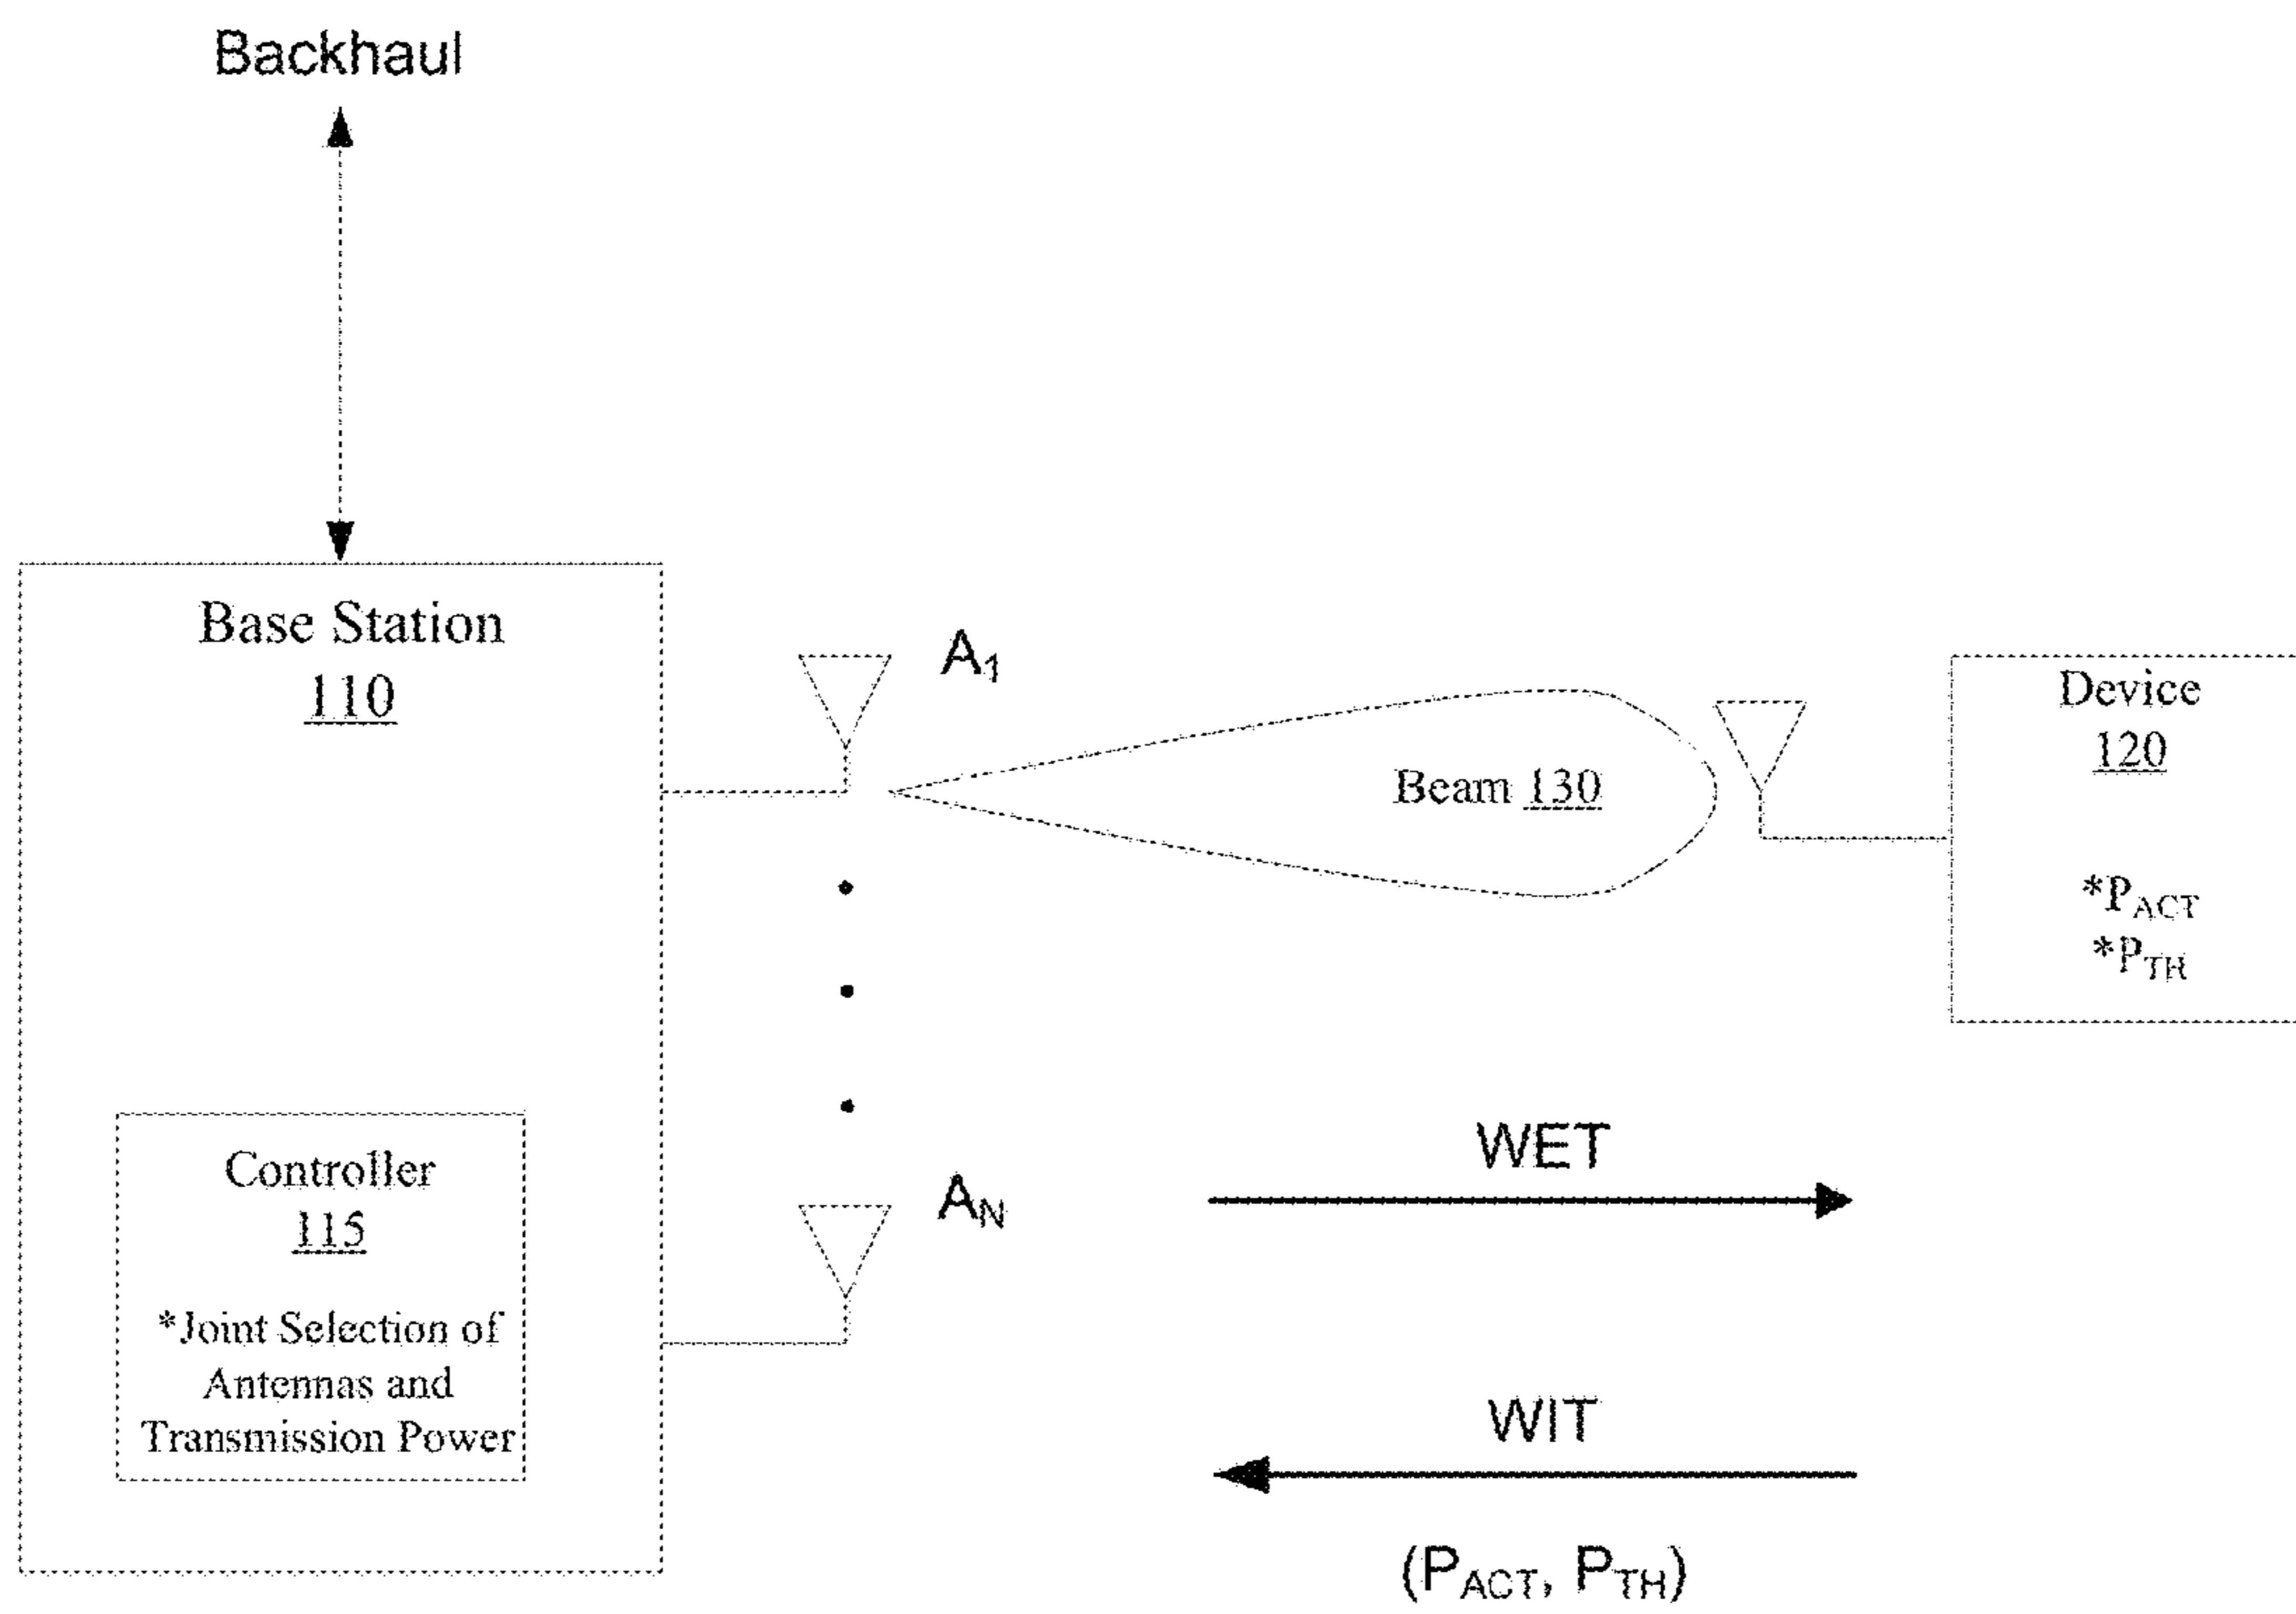 Backhaul
Base Station
110
A1
Beam 130
Device
120
*PACT
*PTH
Controller
115
*Joint Selection of
Antennas and
Transmission Power
AN
WET
WIT
(PACT, PTH)